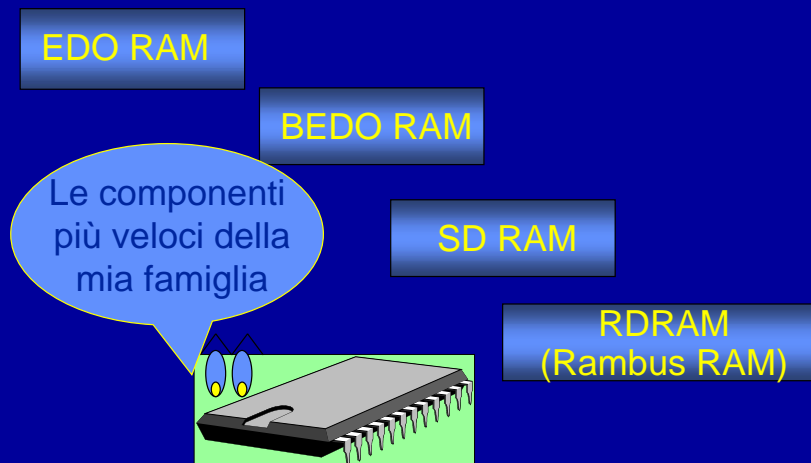 EDO RAM
BEDO RAM
Le componenti
più veloci della
mia famiglia
SD RAM
RDRAM
(Rambus RAM)